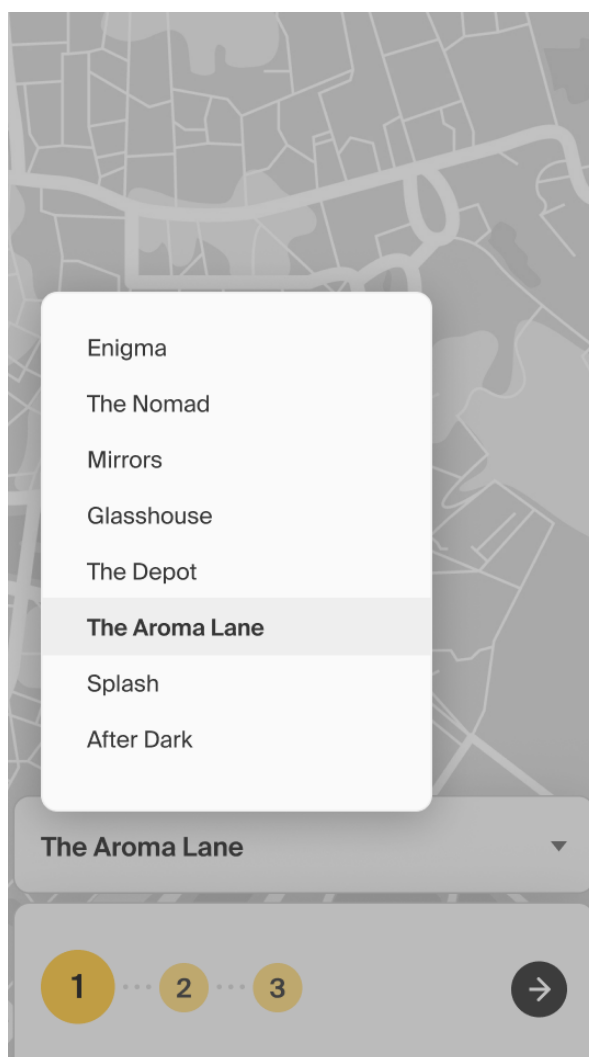 Enigma
The Nomad
Mirrors
Glasshouse
The Depot
The Aroma Lane
Splash
After Dark
The Aroma Lane
1 2 3